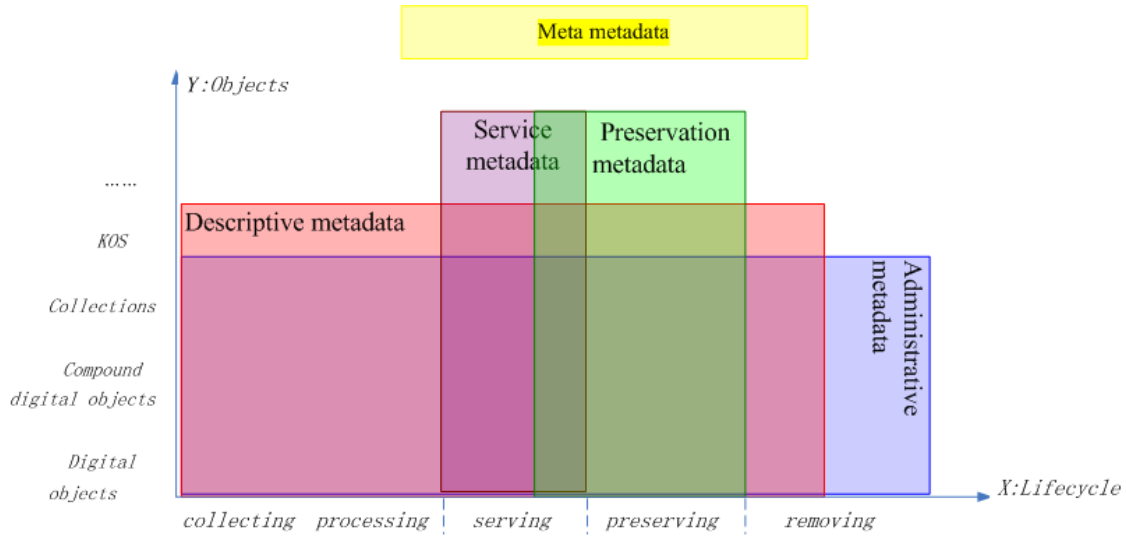 Meta metadata
Y:Objects
Service
metadata
Preservation
metadata
……
Descriptive metadata
KOS
Administrative
metadata
Collections
Compound
digital objects
Digital
objects
X:Lifecycle
collecting processing serving preserving removing